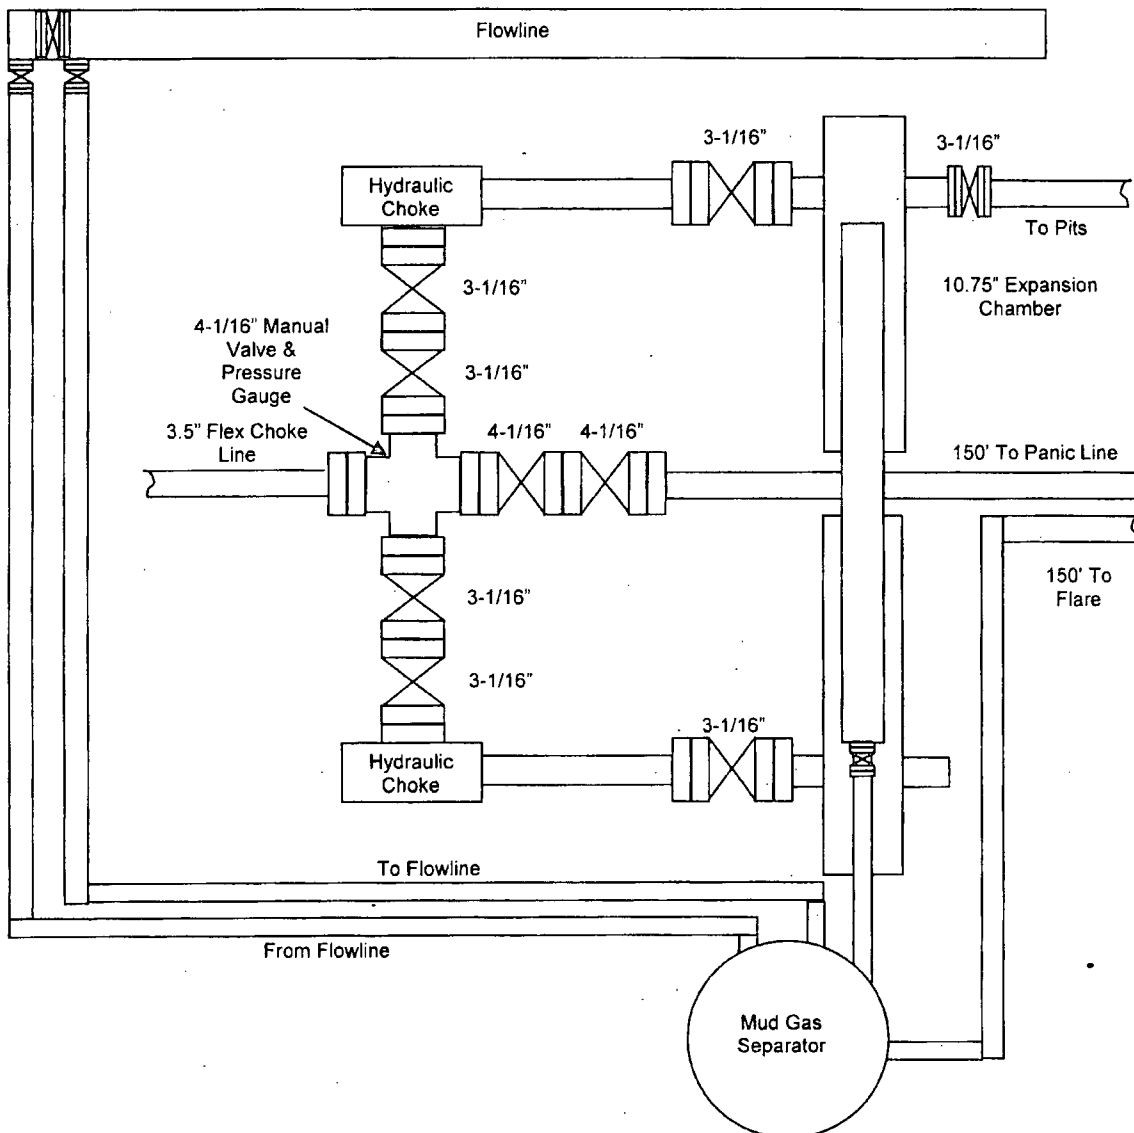 Flowline
3-1/16"
3-1/16"
Hydraulic
Choke
To Pits
3-1/16"
10.75" Expansion
Chamber
4-1/16" Manual
Valve &
Pressure
Gauge
3-1/16"
3.5" Flex Choke
Line
4-1/16"
4-1/16"
150' To Panic Line
150' To
Flare
3-1/16"
3-1/16"
3-1/16"
Hydraulic
Choke
To Flowline
From Flowline
Mud Gas
Separator